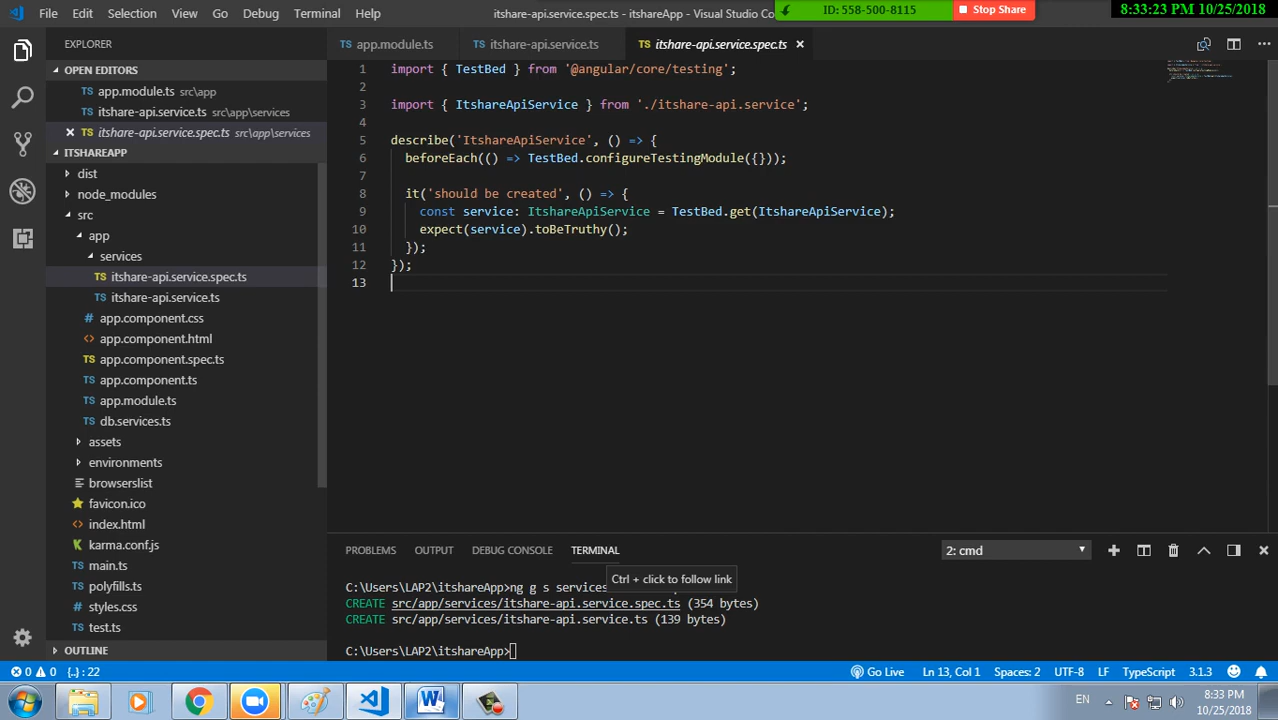 File Edit Selection View Go Debug Terminal Help
itshare-api.service.spec.ts - itshareApp - Visual Studio Co
ID: 558-500-8115
Stop Share
8:33:23 PM 10/25/2018
EXPLORER
OPEN EDITORS
TS app.module.ts src\app
TS itshare-api.service.ts src\app\services
× TS itshare-api.service.spec.ts src\app\services
ITSHAREAPP
dist
node_modules
src
app
services
TS itshare-api.service.spec.ts
TS itshare-api.service.ts
# app.component.css
<> app.component.html
TS app.component.spec.ts
TS app.component.ts
TS app.module.ts
TS db.services.ts
assets
environments
browserslist
favicon.ico
<> index.html
karma.conf.js
TS main.ts
TS polyfills.ts
# styles.css
TS test.ts
OUTLINE
TS app.module.ts
TS itshare-api.service.ts
TS itshare-api.service.spec.ts ×
1 import { TestBed } from '@angular/core/testing';
2
3 import { ItshareApiService } from './itshare-api.service';
4
5 describe('ItshareApiService', () => {
6 beforeEach(() => TestBed.configureTestingModule({}));
7
8 it('should be created', () => {
9 const service: ItshareApiService = TestBed.get(ItshareApiService);
10 expect(service).toBeTruthy();
11 });
12 });
13
PROBLEMS OUTPUT DEBUG CONSOLE TERMINAL
2: cmd
Ctrl + click to follow link
C:\Users\LAP2\itshareApp>ng g s services
CREATE src/app/services/itshare-api.service.spec.ts (354 bytes)
CREATE src/app/services/itshare-api.service.ts (139 bytes)
C:\Users\LAP2\itshareApp>
0 0 {..} : 22
Go Live Ln 13, Col 1 Spaces: 2 UTF-8 LF TypeScript 3.1.3
EN
8:33 PM
10/25/2018